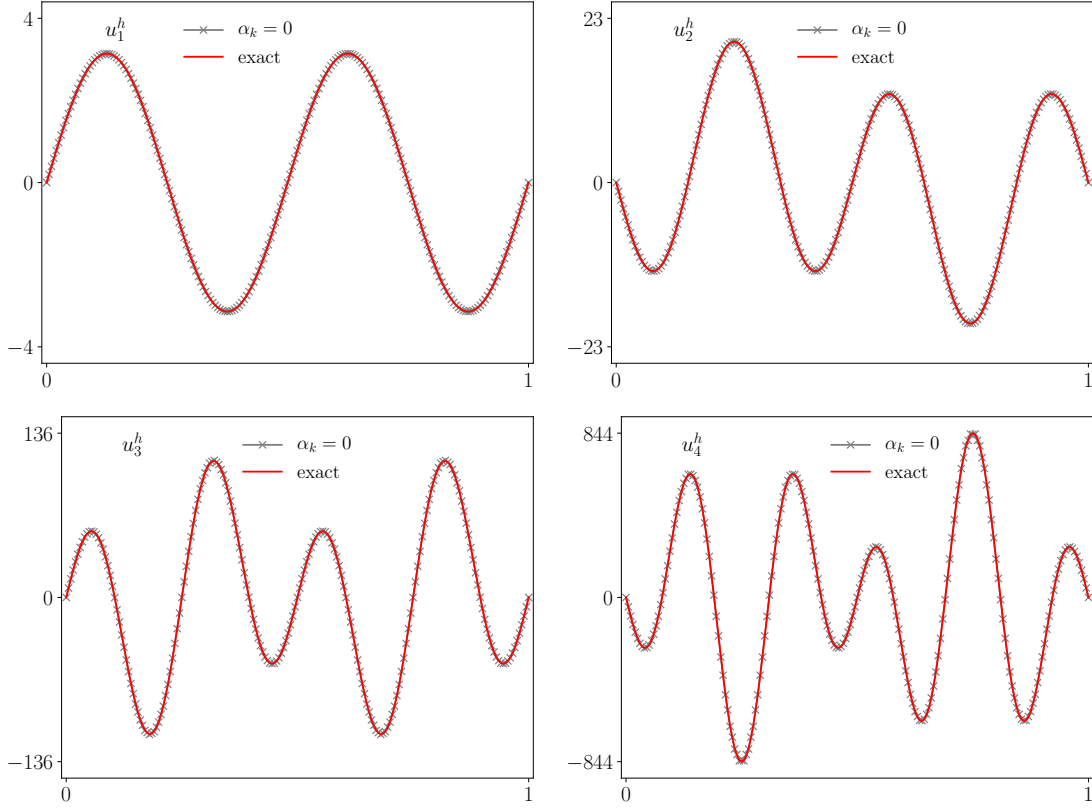 4
u_1^h
α_k = 0
exact
0
−4
0
1
23
u_2^h
α_k = 0
exact
0
−23
0
1
136
u_3^h
α_k = 0
exact
0
−136
0
1
844
u_4^h
α_k = 0
exact
0
−844
0
1